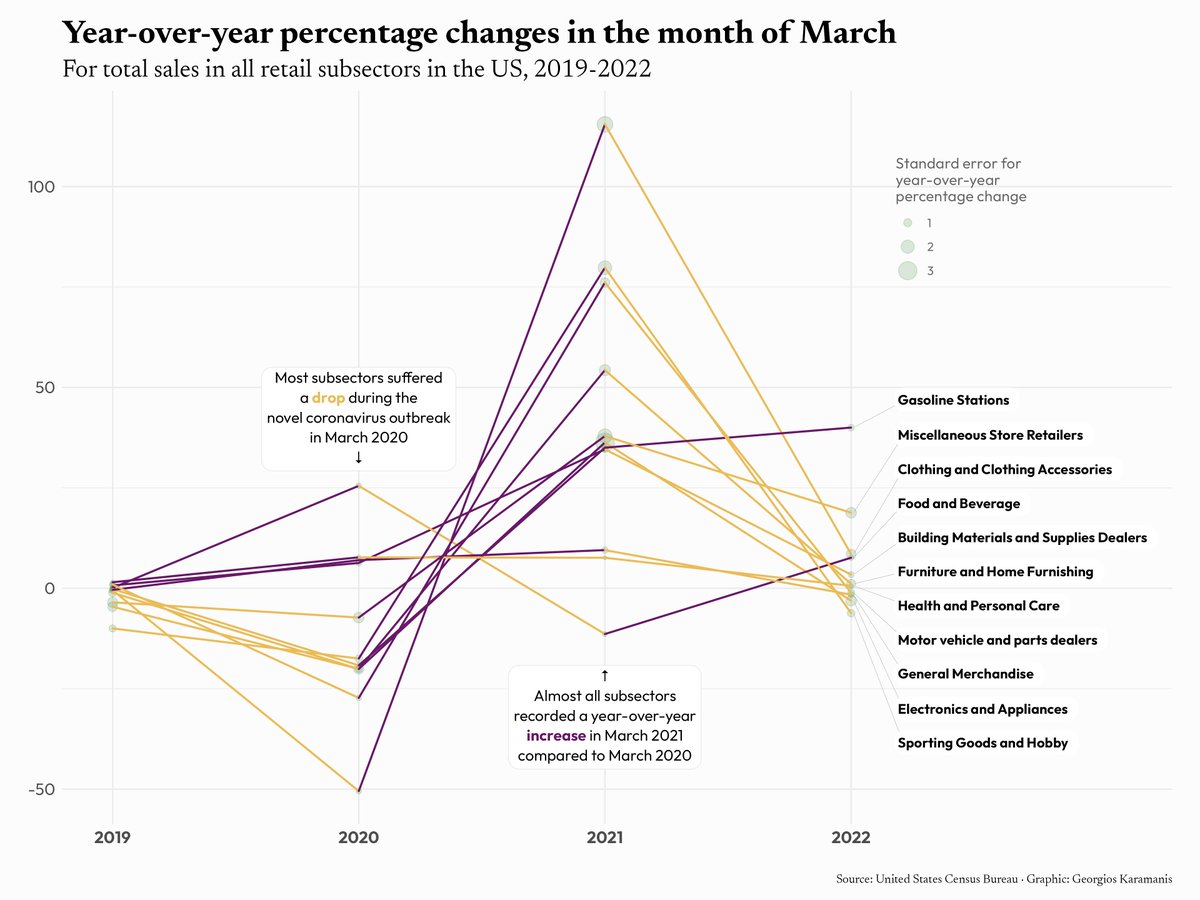 Year-over-year percentage changes in the month of March
For total sales in all retail subsectors in the US, 2019-2022
100
50
0
-50
2019
2020
2021
2022
Most subsectors suffered
a drop during the
novel coronavirus outbreak
in March 2020
↓
↑
Almost all subsectors
recorded a year-over-year
increase in March 2021
compared to March 2020
Standard error for
year-over-year
percentage change
1
2
3
Gasoline Stations
Miscellaneous Store Retailers
Clothing and Clothing Accessories
Food and Beverage
Building Materials and Supplies Dealers
Furniture and Home Furnishing
Health and Personal Care
Motor vehicle and parts dealers
General Merchandise
Electronics and Appliances
Sporting Goods and Hobby
Source: United States Census Bureau · Graphic: Georgios Karamanis